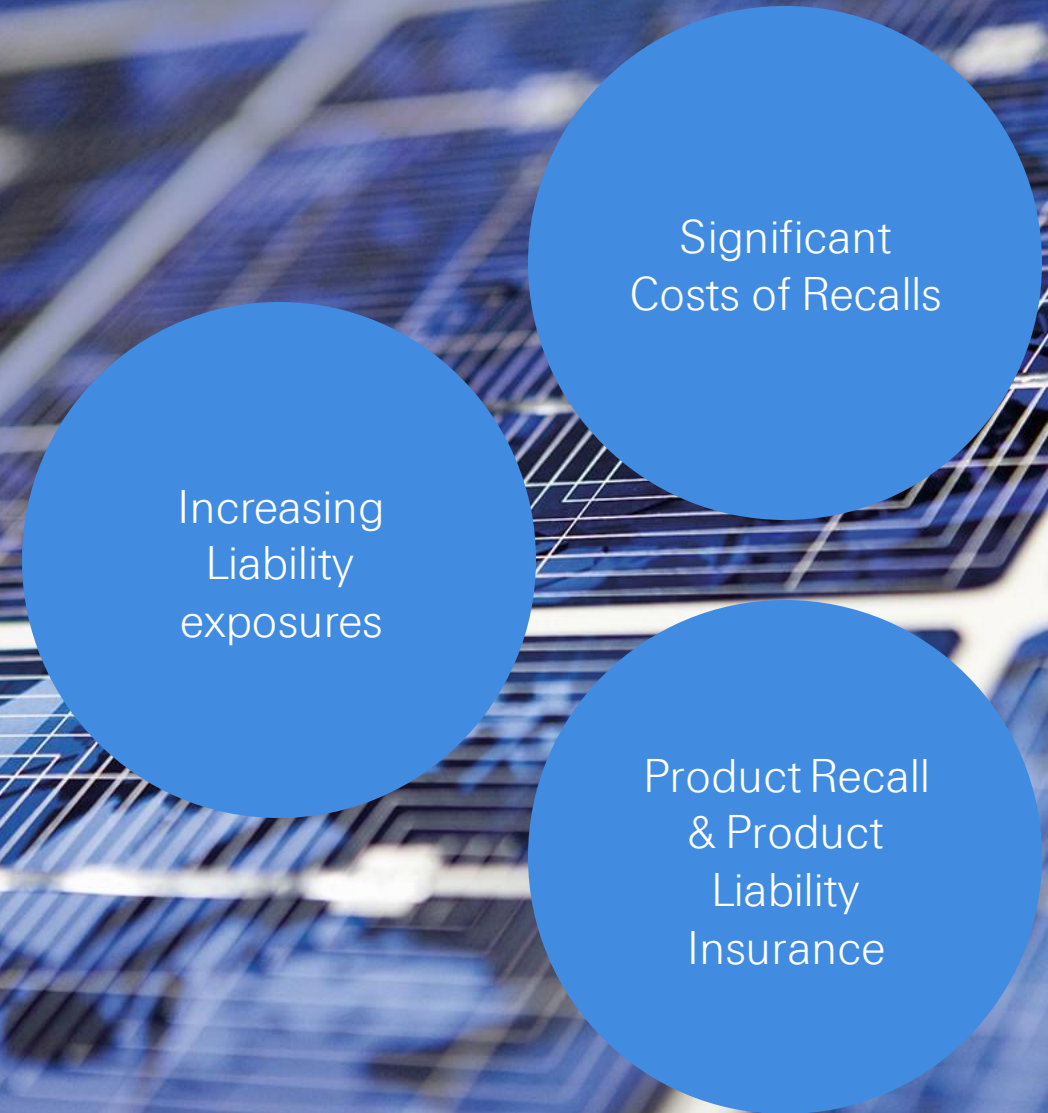 Significant
Costs of Recalls
Increasing
Liability
exposures
Product Recall
& Product
Liability
Insurance